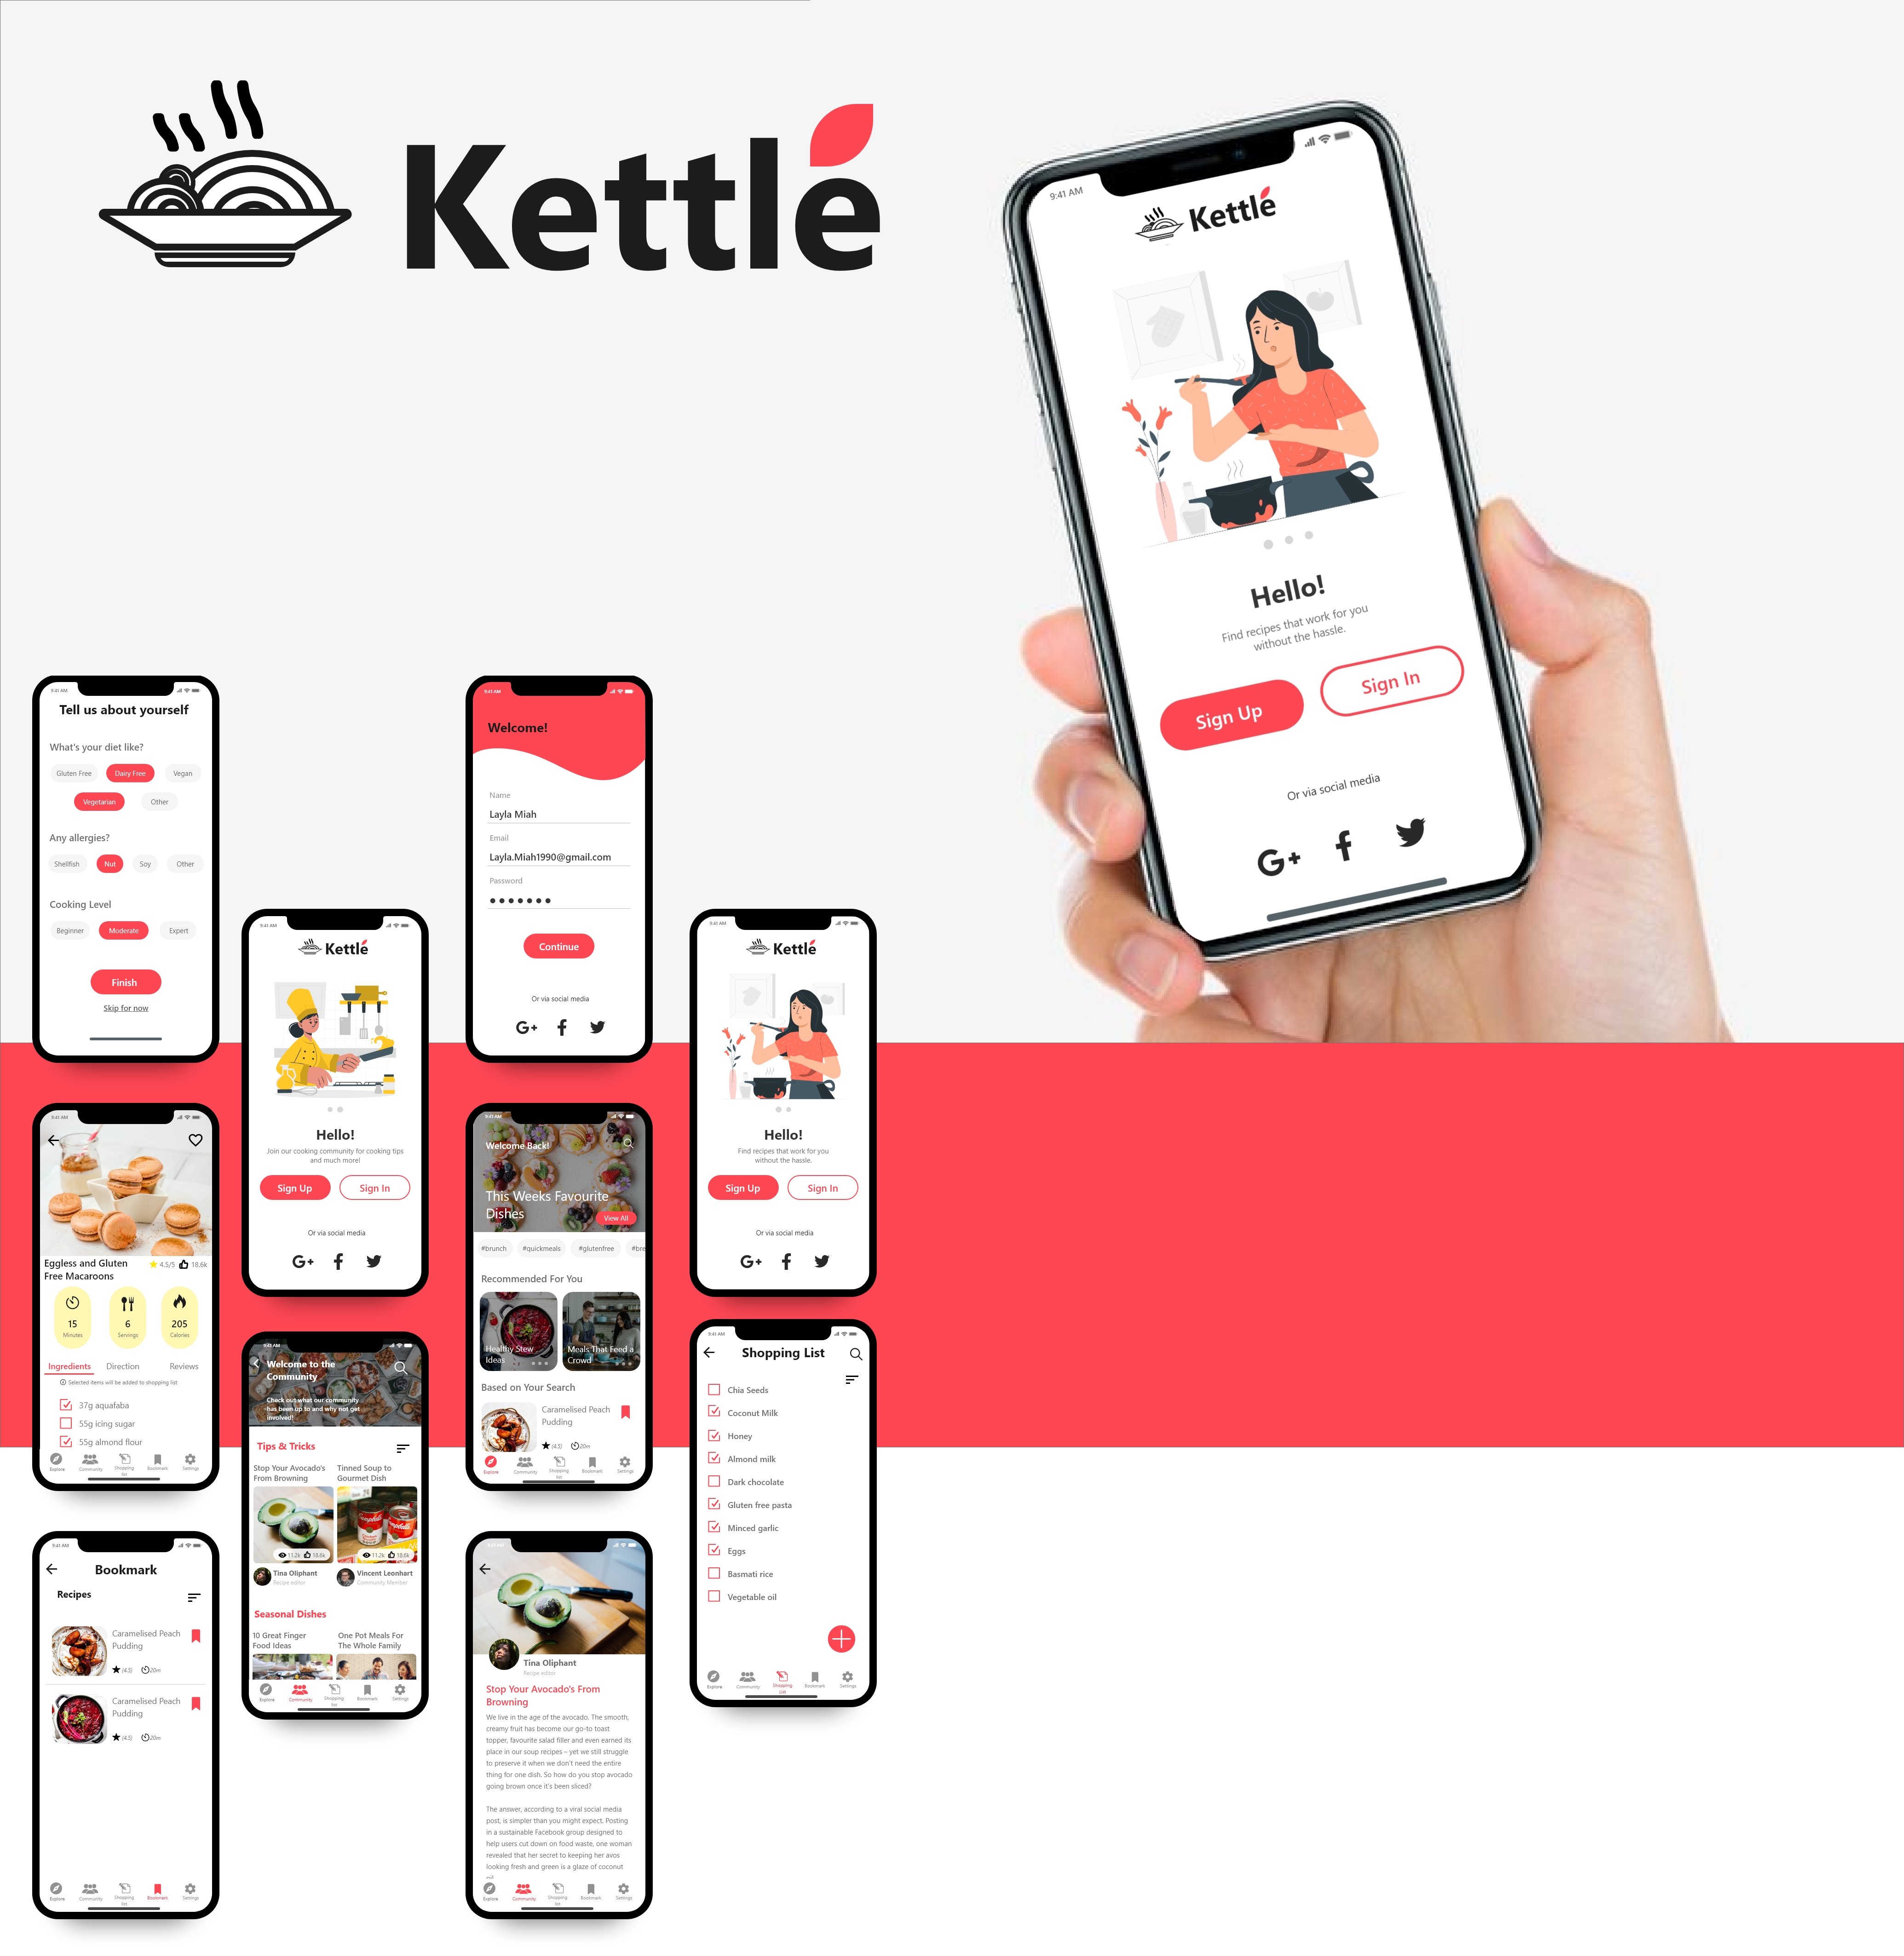 Kettle
9:41 AM
Kettle
Hello!
Find recipes that work for you
without the hassle.
Sign Up
Sign In
Or via social media
G+
9:41 AM
Tell us about yourself
What's your diet like?
Gluten Free
Dairy Free
Vegan
Vegetarian
Other
Any allergies?
Shellfish
Nut
Soy
Other
Cooking Level
Beginner
Moderate
Expert
Finish
Skip for now
9:41 AM
Welcome!
Name
Layla Miah
Email
Layla.Miah1990@gmail.com
Password
Continue
Or via social media
G+
9:41 AM
Kettle
Hello!
Join our cooking community for cooking tips
and much more!
Sign Up
Sign In
Or via social media
G+
9:41 AM
Kettle
Hello!
Find recipes that work for you
without the hassle.
Sign Up
Sign In
Or via social media
G+
9:41 AM
Eggless and Gluten
Free Macaroons
4.5/5
18.6k
15
Minutes
6
Servings
205
Calories
Ingredients
Direction
Reviews
Selected items will be added to shopping list
37g aquafaba
55g icing sugar
55g almond flour
Explore
Community
Shopping
list
Bookmark
Settings
9:41 AM
Welcome Back!
This Weeks Favourite
Dishes
View All
#brunch
#quickmeals
#glutenfree
#bre
Recommended For You
Healthy Stew
Ideas
Meals That Feed a
Crowd
Based on Your Search
Caramelised Peach
Pudding
(4.5)
20m
Explore
Community
Shopping
list
Bookmark
Settings
9:41 AM
Welcome to the
Community
Check out what our community
has been up to and why not get
involved!
Tips & Tricks
Stop Your Avocado's
From Browning
Tinned Soup to
Gourmet Dish
Campbell's
11.2k
18.6k
11.2k
18.6k
Tina Oliphant
Recipe editor
Vincent Leonhart
Community Member
Seasonal Dishes
10 Great Finger
Food Ideas
One Pot Meals For
The Whole Family
Explore
Community
Shopping
list
Bookmark
Settings
9:41 AM
Shopping List
Chia Seeds
Coconut Milk
Honey
Almond milk
Dark chocolate
Gluten free pasta
Minced garlic
Eggs
Basmati rice
Vegetable oil
Explore
Community
Shopping
List
Bookmark
Settings
9:41 AM
Bookmark
Recipes
Caramelised Peach
Pudding
(4.5)
20m
Caramelised Peach
Pudding
(4.5)
20m
Explore
Community
Shopping
list
Bookmark
Settings
Tina Oliphant
Recipe editor
Stop Your Avocado's From
Browning
We live in the age of the avocado. The smooth,
creamy fruit has become our go-to toast
topper, favourite salad filler and even earned its
place in our soup recipes – yet we still struggle
to preserve it when we don't need the entire
thing for one dish. So how do you stop avocado
going brown once it's been sliced?
The answer, according to a viral social media
post, is simpler than you might expect. Posting
in a sustainable Facebook group designed to
help users cut down on food waste, one woman
revealed that her secret to keeping her avos
looking fresh and green is a glaze of coconut
Explore
Community
Shopping
list
Bookmark
Settings